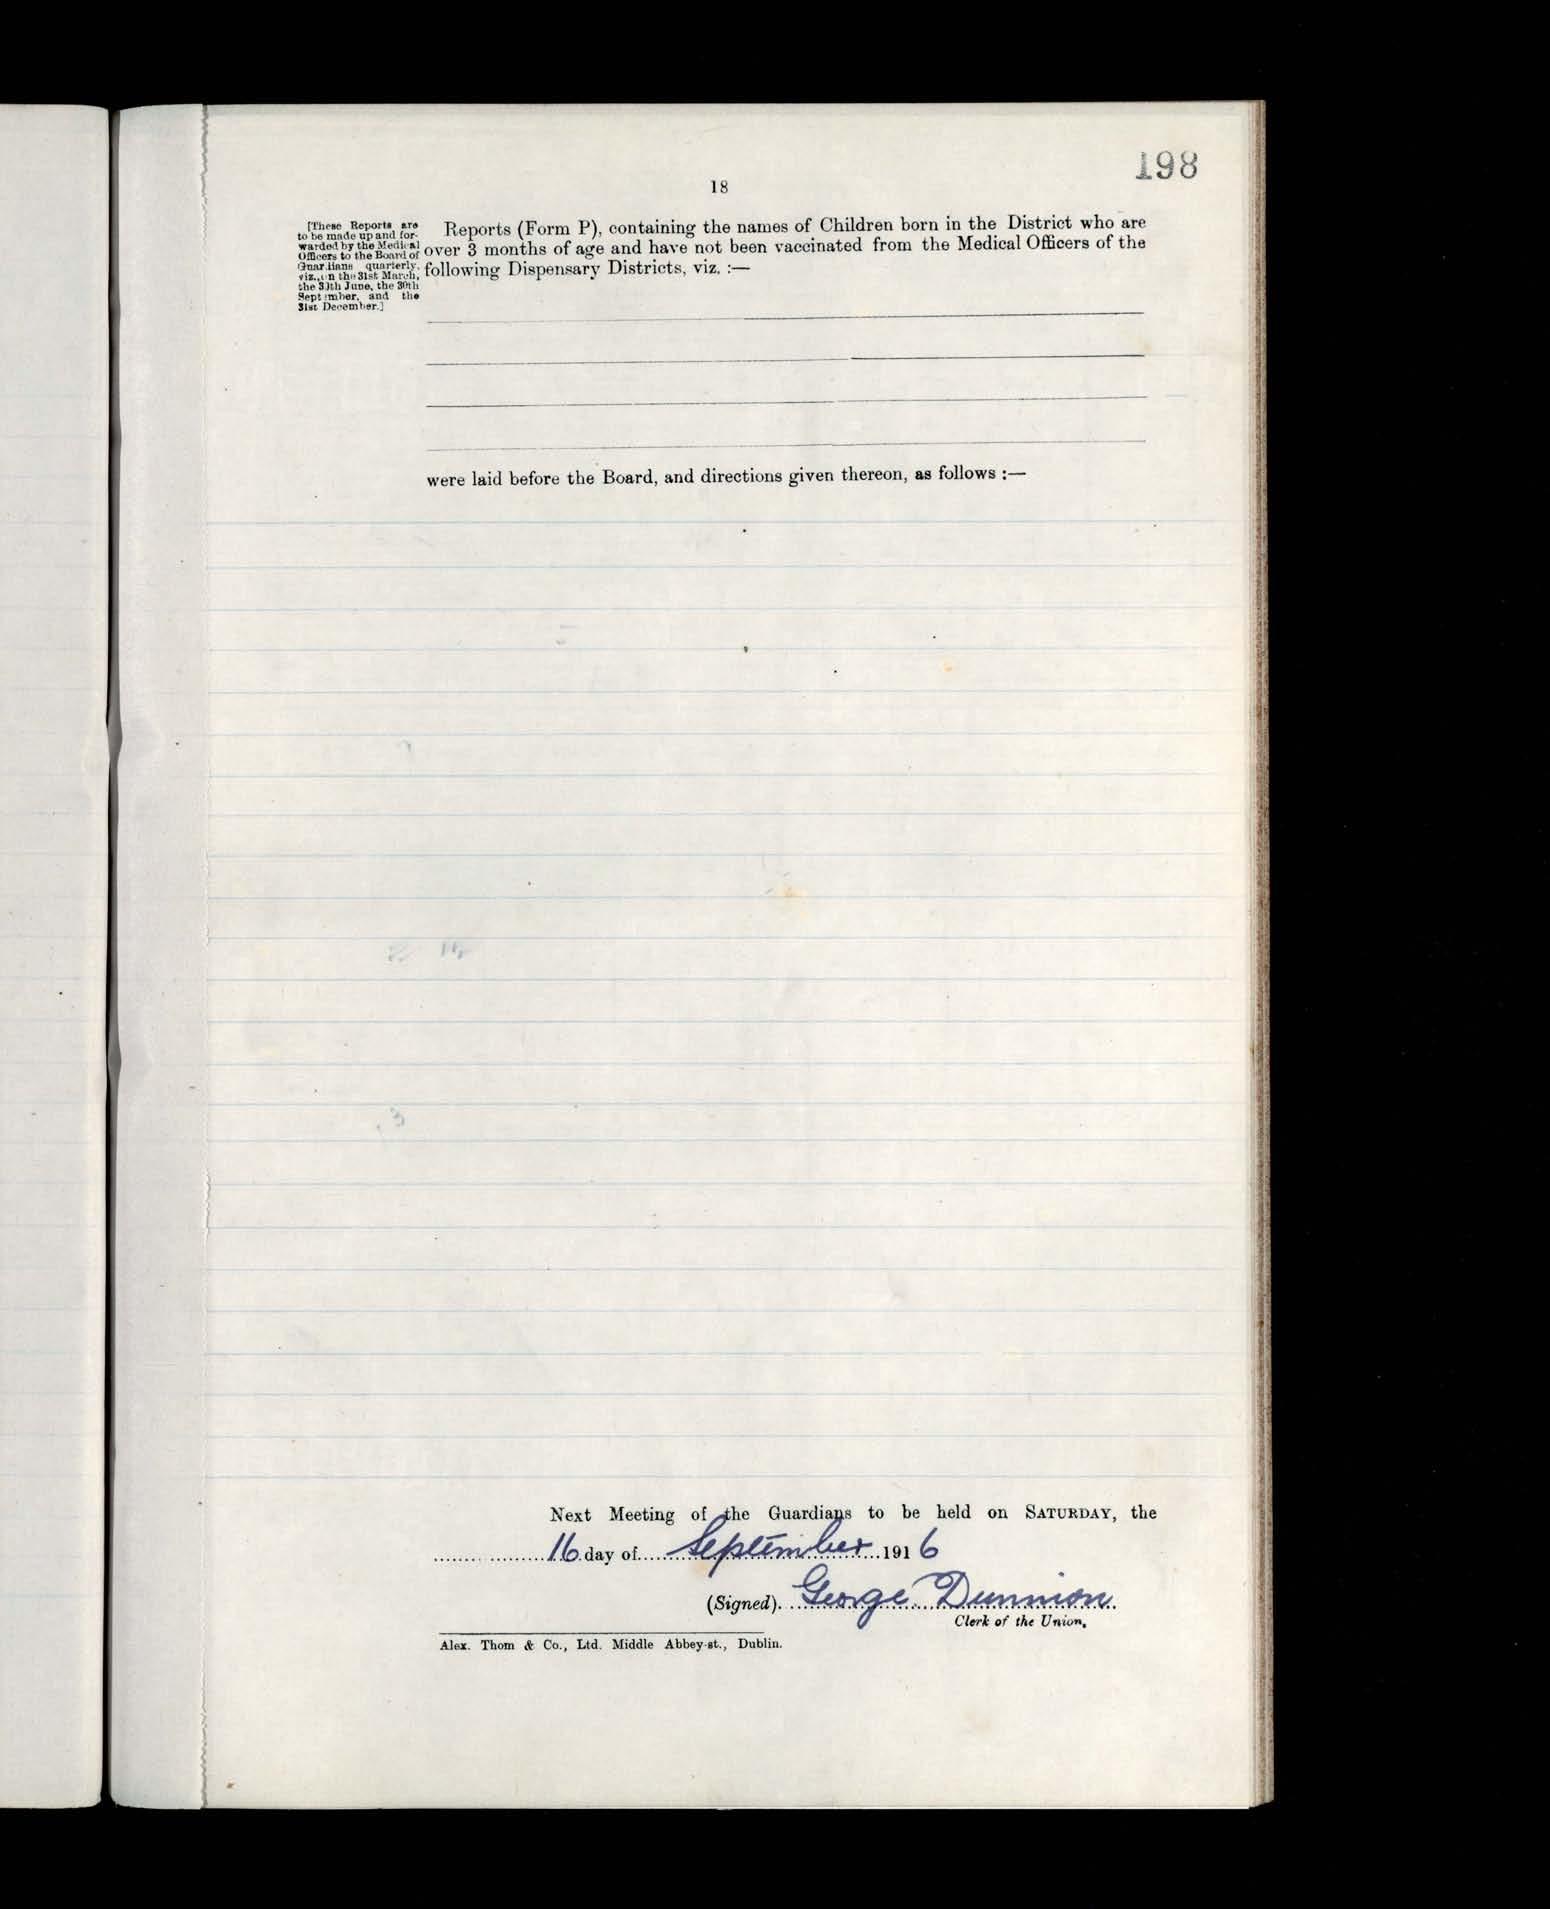 198
18
[These Reports are
to be made up and for-
warded by the Medical
Officers to the Board of
Guardians quarterly,
viz., on the 31st March,
the 30th June, the 30th
September, and the
31st December.]
Reports (Form P), containing the names of Children born in the District who are
over 3 months of age and have not been vaccinated from the Medical Officers of the
following Dispensary Districts, viz. :—
were laid before the Board, and directions given thereon, as follows :—
Next Meeting of the Guardians to be held on SATURDAY, the
16 day of September 1916
(Signed) George Dunnion
Clerk of the Union.
Alex. Thom & Co., Ltd. Middle Abbey-st., Dublin.